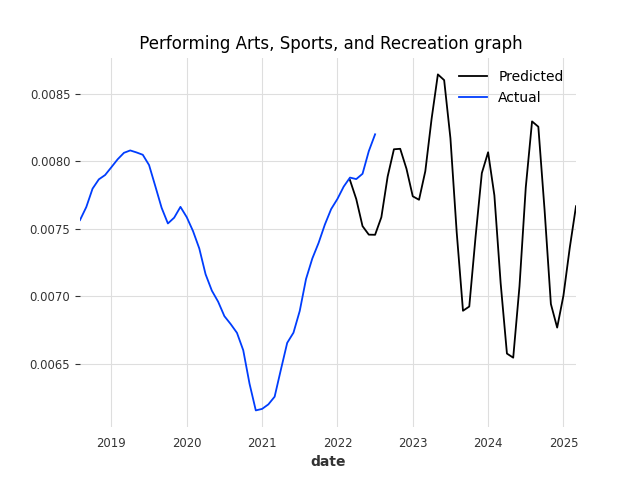 Performing Arts, Sports, and Recreation graph
Predicted
Actual
0.0085
0.0080
0.0075
0.0070
0.0065
2019 2020 2021 2022 2023 2024 2025
date